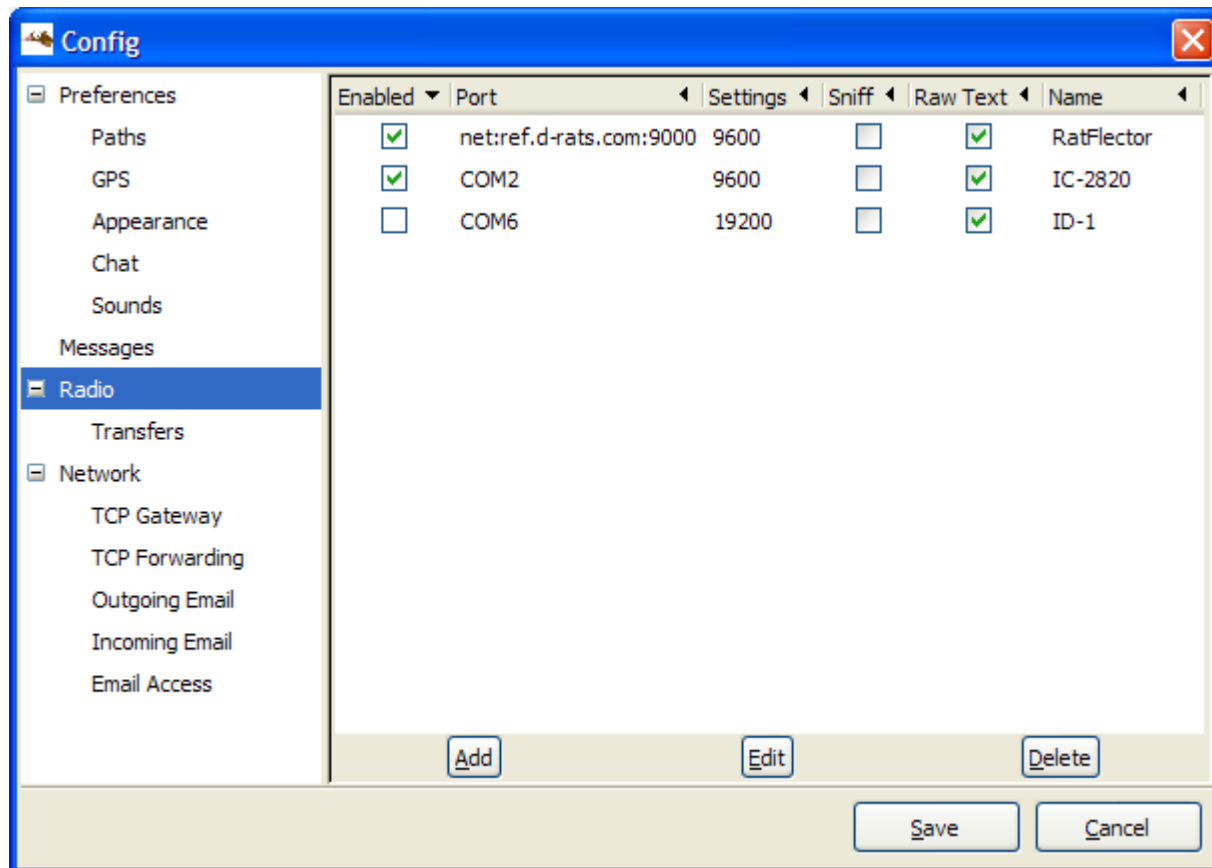 Config
Preferences
Paths
GPS
Appearance
Chat
Sounds
Messages
Radio
Transfers
Network
TCP Gateway
TCP Forwarding
Outgoing Email
Incoming Email
Email Access
Enabled Port Settings Sniff Raw Text Name
net:ref.d-rats.com:9000 9600 RatFlector
COM2 9600 IC-2820
COM6 19200 ID-1
Add Edit Delete
Save Cancel